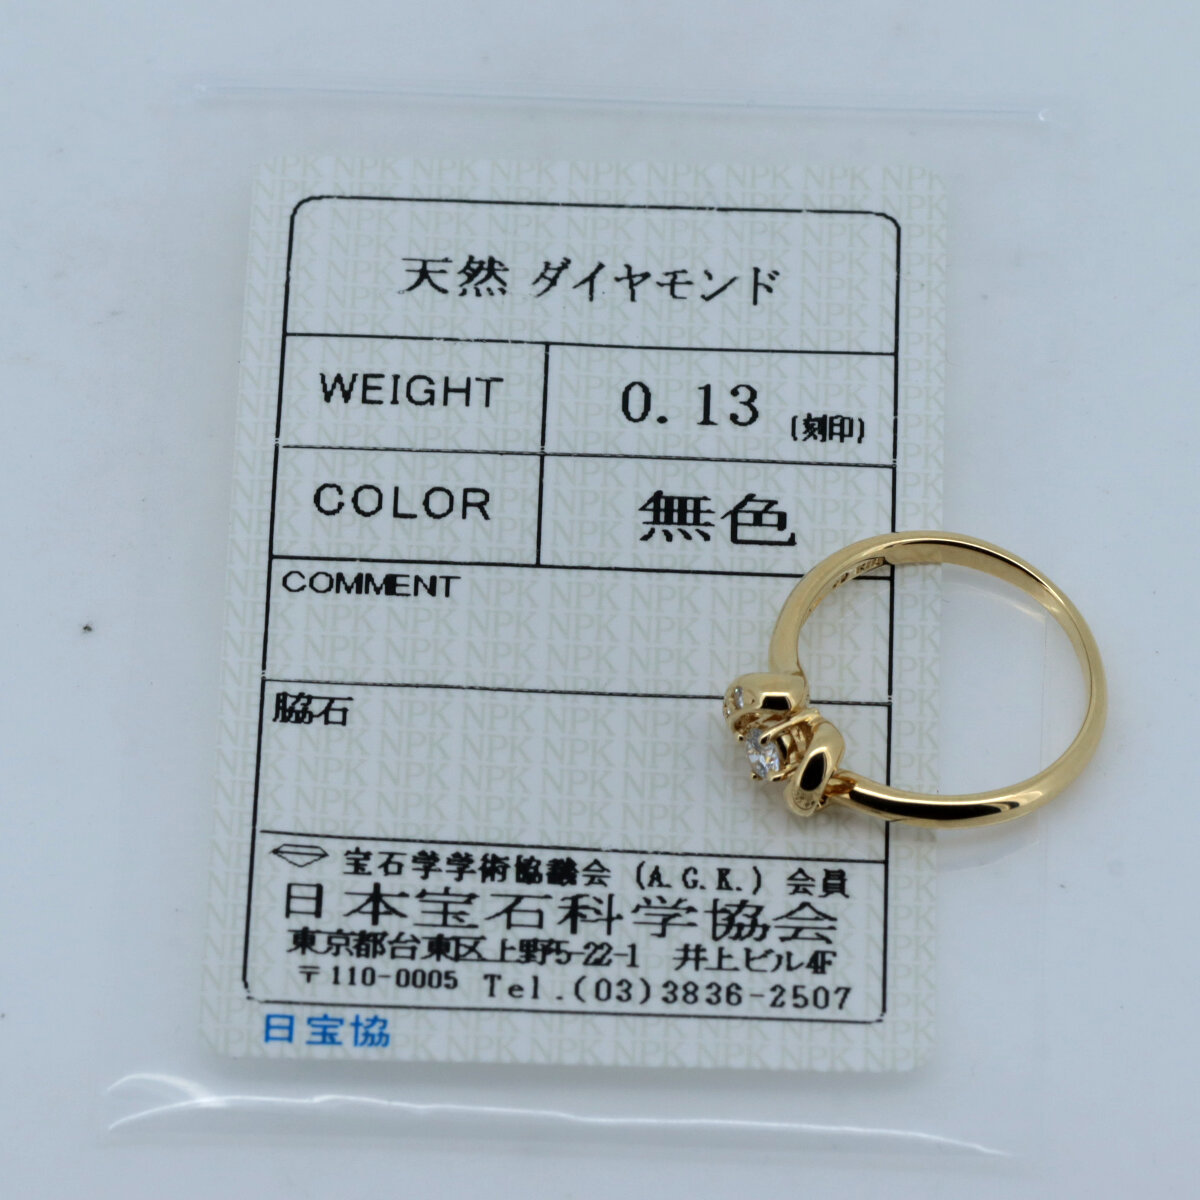 天然 ダイヤモンド
WEIGHT 0.13 (刻印)
COLOR 無色
COMMENT
脇石
宝石学学術協議会 (A.G.K.) 会員
日本宝石科学協会
東京都台東区上野5-22-1 井上ビル4F
〒110-0005 Tel.(03)3836-2507
日宝協